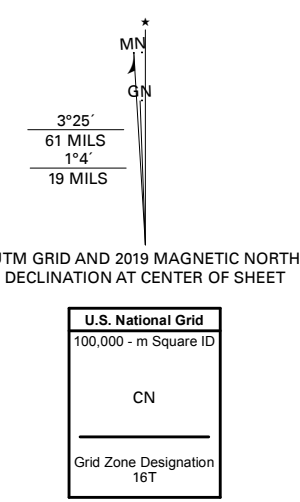 MN
GN
3°25´
61 MILS
1°4´
19 MILS
UTM GRID AND 2019 MAGNETIC NORTH
DECLINATION AT CENTER OF SHEET
U.S. National Grid
100,000 - m Square ID
CN
Grid Zone Designation
16T